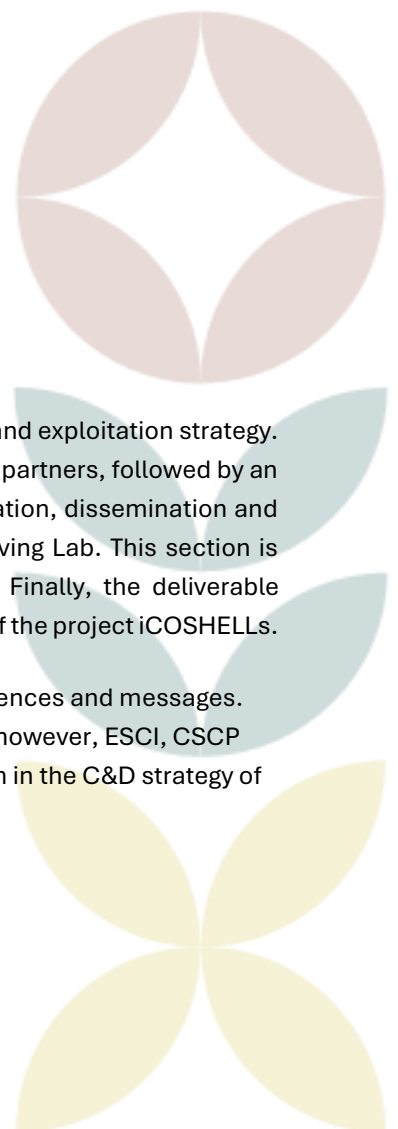 nd exploitation strategy.
partners, followed by an
ation, dissemination and
ving Lab. This section is
Finally, the deliverable
f the project iCOSHELLs.
ences and messages.
however, ESCI, CSCP
n in the C&D strategy of